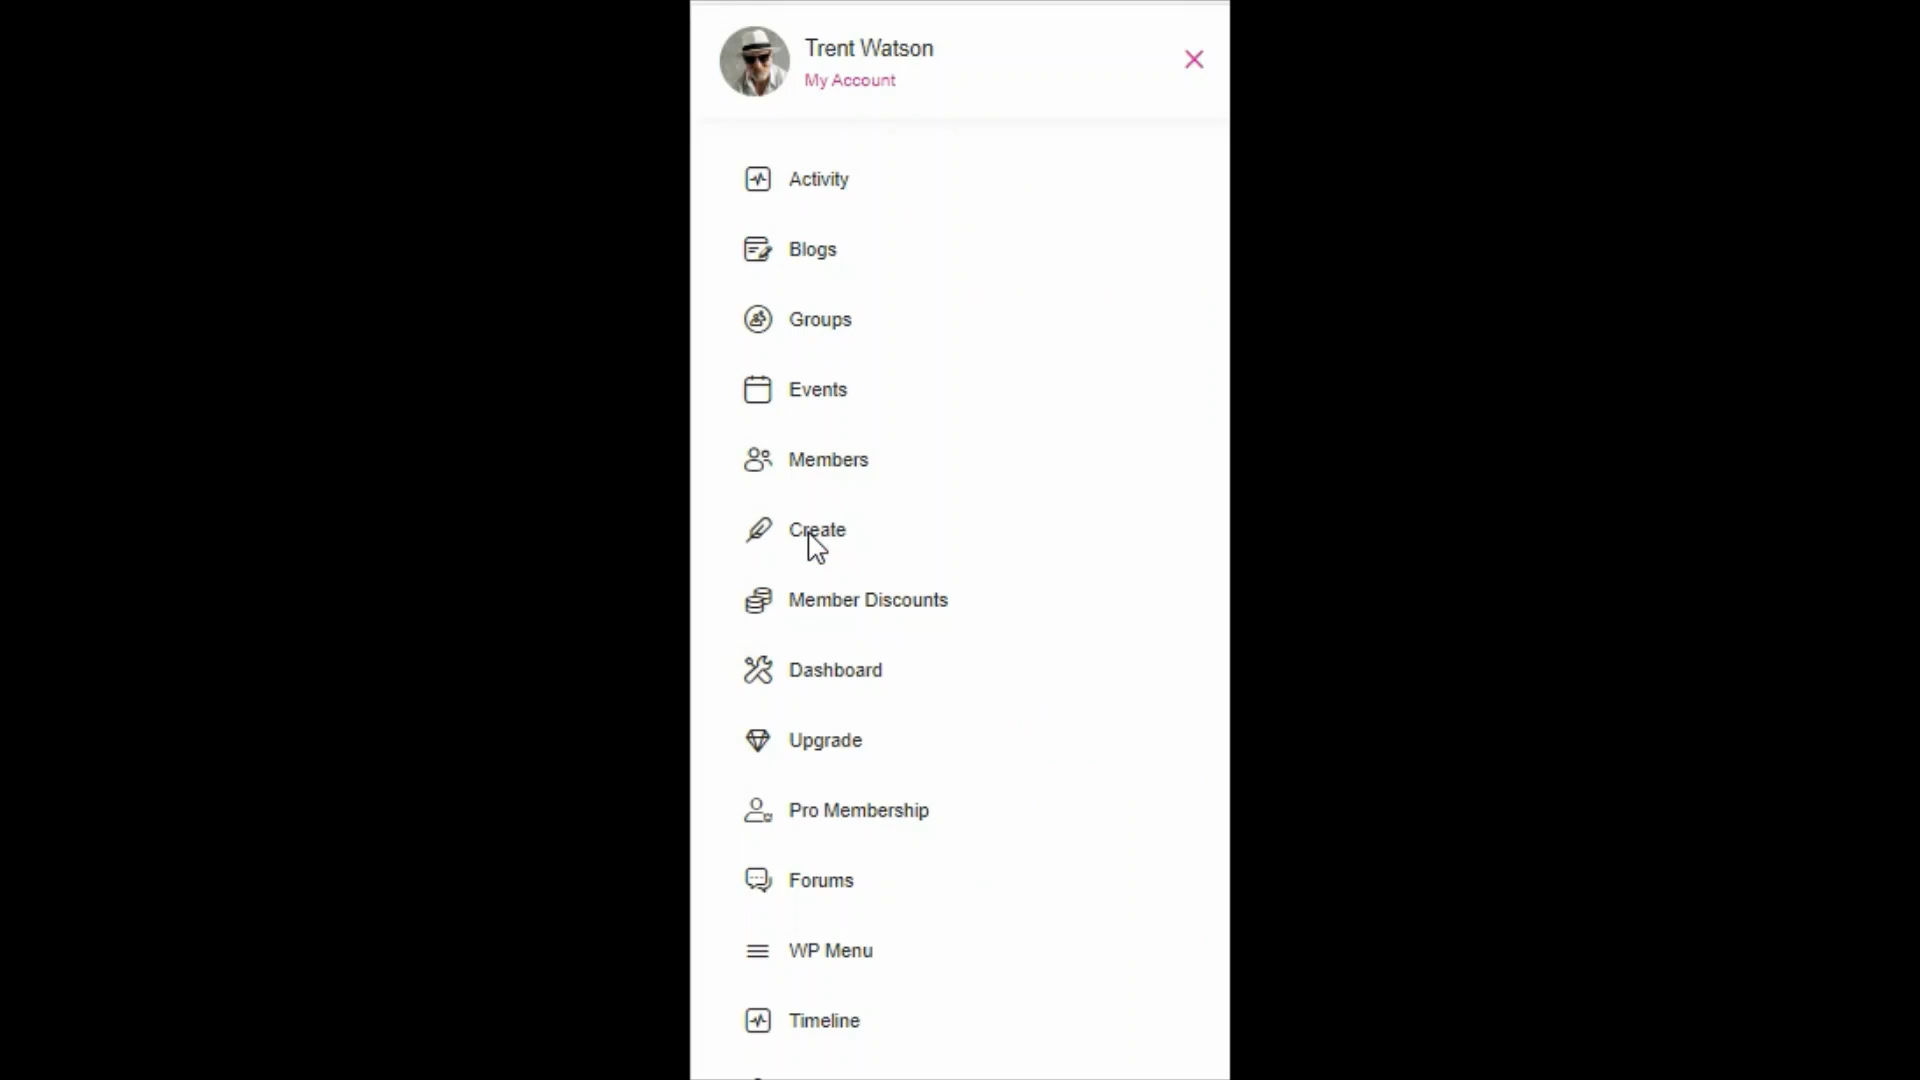 Trent Watson
My Account
Activity
Blogs
Groups
Events
Members
Create
Member Discounts
Dashboard
Upgrade
Pro Membership
Forums
WP Menu
Timeline